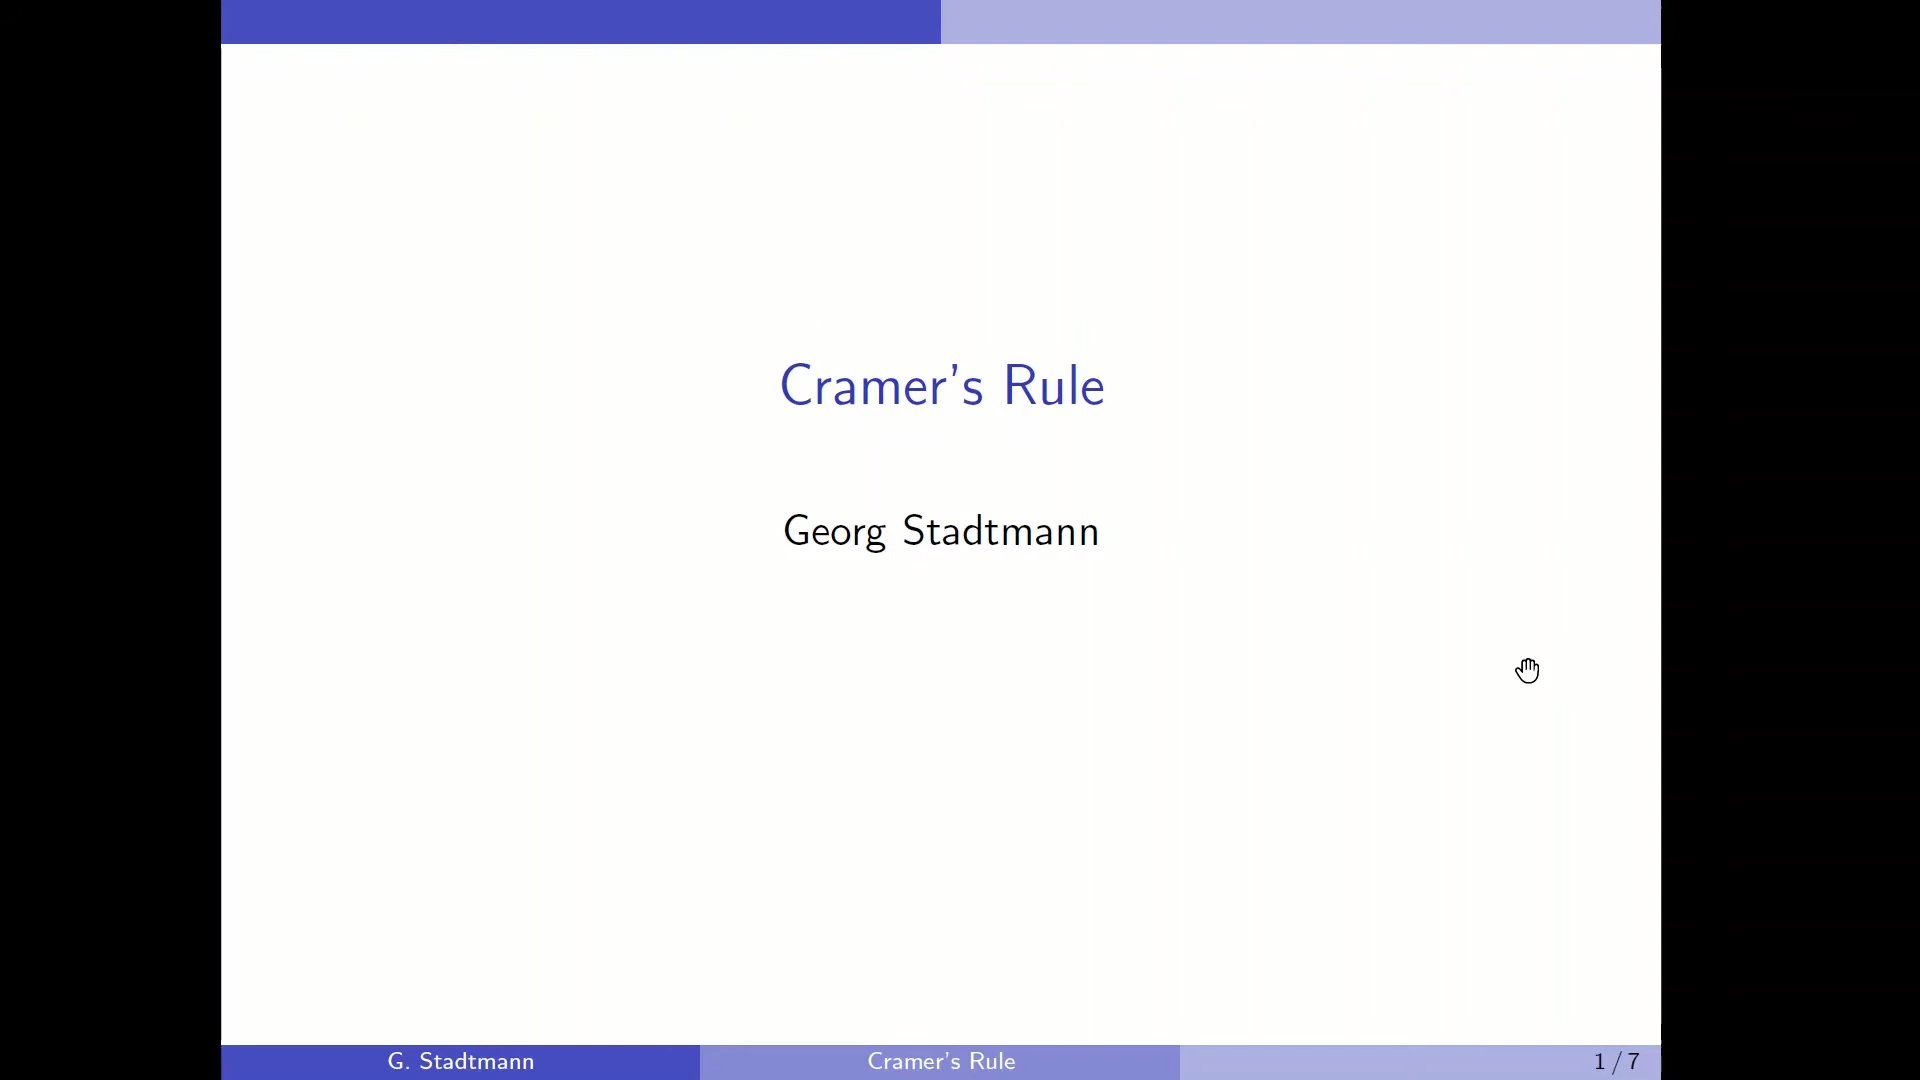 Cramer's Rule
Georg Stadtmann
G. Stadtmann
Cramer's Rule
1 / 7